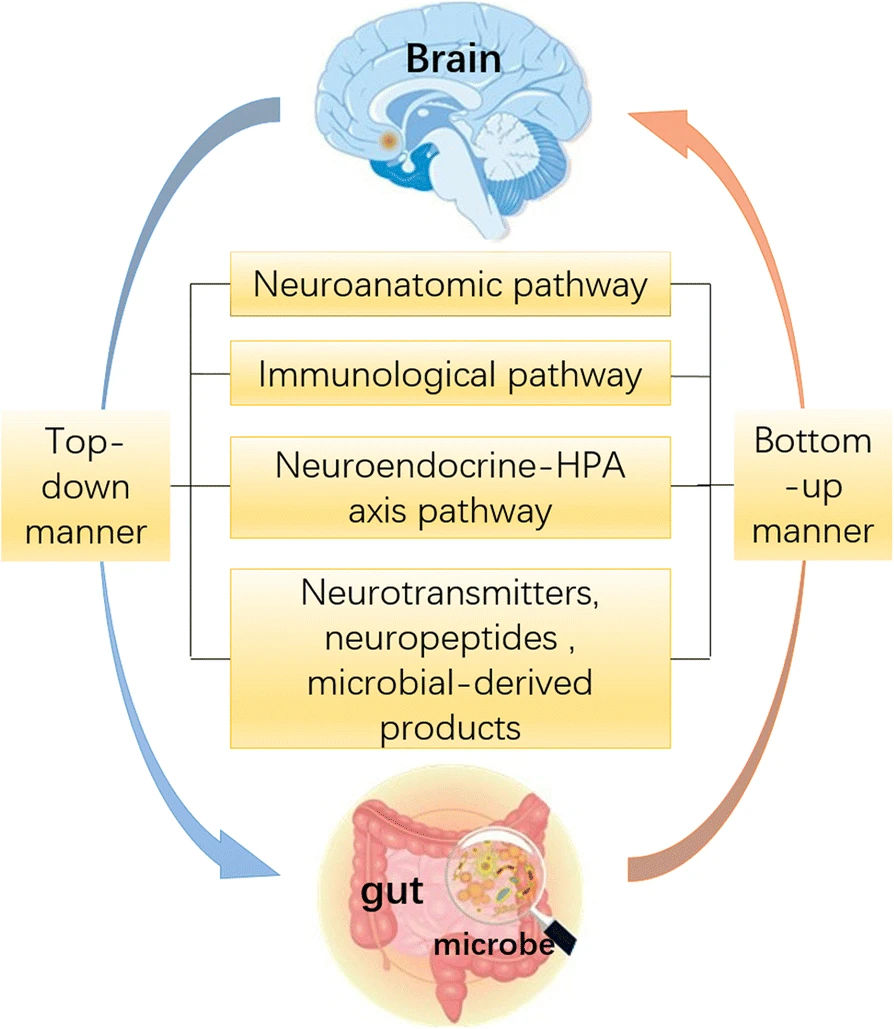 Brain
Neuroanatomic pathway
Immunological pathway
Top-
down
manner
Neuroendocrine-HPA
axis pathway
Bottom
-up
manner
Neurotransmitters,
neuropeptides ,
microbial-derived
products
gut
microbe